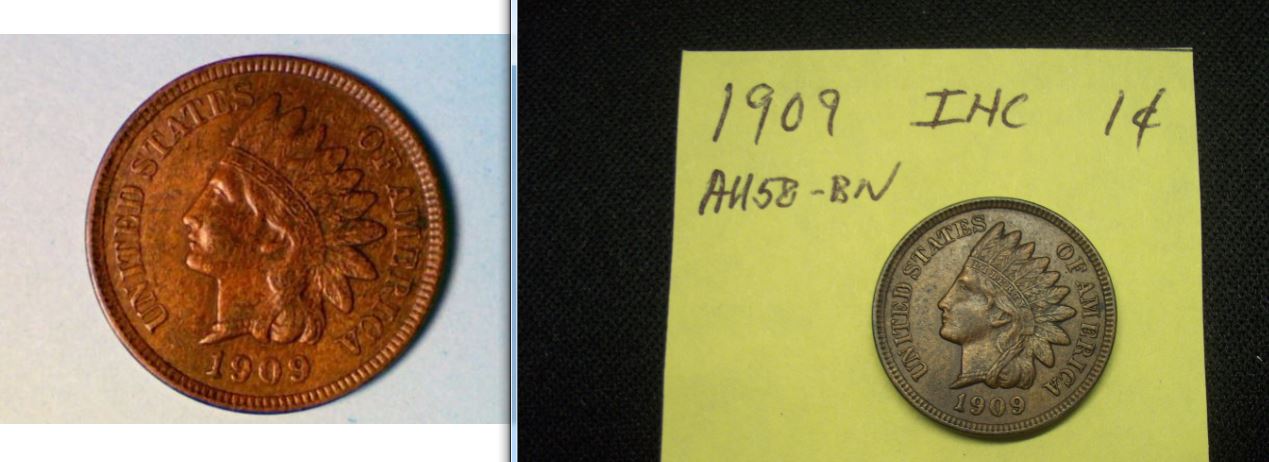 UNITED STATES OF AMERICA
1909
1909 IHC 1¢
AU58-BN
UNITED STATES OF AMERICA
1909